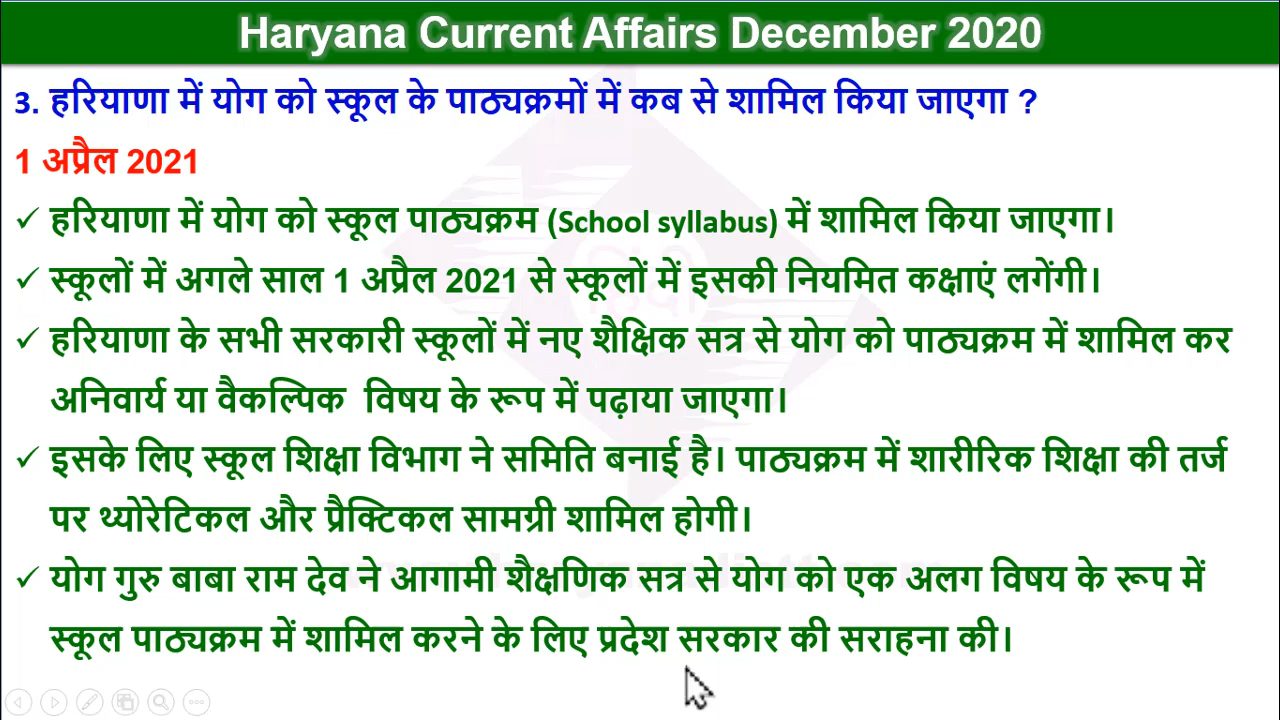 Haryana Current Affairs December 2020
3. हरियाणा में योग को स्कूल के पाठ्यक्रमों में कब से शामिल किया जाएगा ?
1 अप्रैल 2021
✓ हरियाणा में योग को स्कूल पाठ्यक्रम (School syllabus) में शामिल किया जाएगा।
✓ स्कूलों में अगले साल 1 अप्रैल 2021 से स्कूलों में इसकी नियमित कक्षाएं लगेंगी।
✓ हरियाणा के सभी सरकारी स्कूलों में नए शैक्षिक सत्र से योग को पाठ्यक्रम में शामिल कर
अनिवार्य या वैकल्पिक विषय के रूप में पढ़ाया जाएगा।
✓ इसके लिए स्कूल शिक्षा विभाग ने समिति बनाई है। पाठ्यक्रम में शारीरिक शिक्षा की तर्ज
पर थ्योरेटिकल और प्रैक्टिकल सामग्री शामिल होगी।
✓ योग गुरु बाबा राम देव ने आगामी शैक्षणिक सत्र से योग को एक अलग विषय के रूप में
स्कूल पाठ्यक्रम में शामिल करने के लिए प्रदेश सरकार की सराहना की।